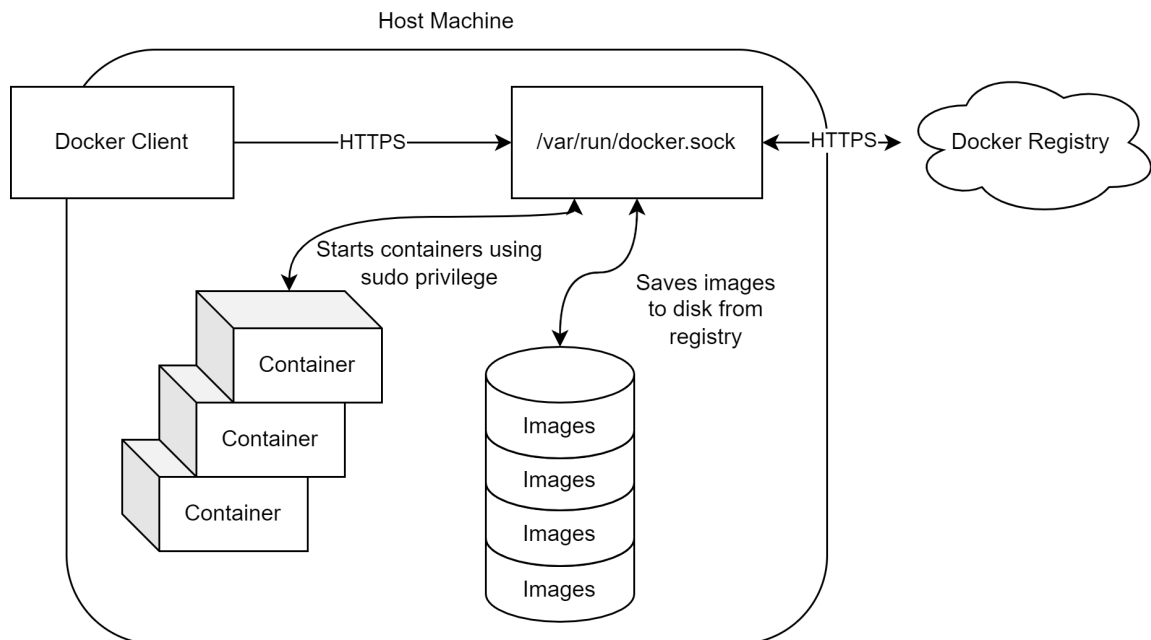 Host Machine
Docker Client
HTTPS
/var/run/docker.sock
HTTPS
Docker Registry
Starts containers using
sudo privilege
Saves images
to disk from
registry
Container
Container
Container
Images
Images
Images
Images